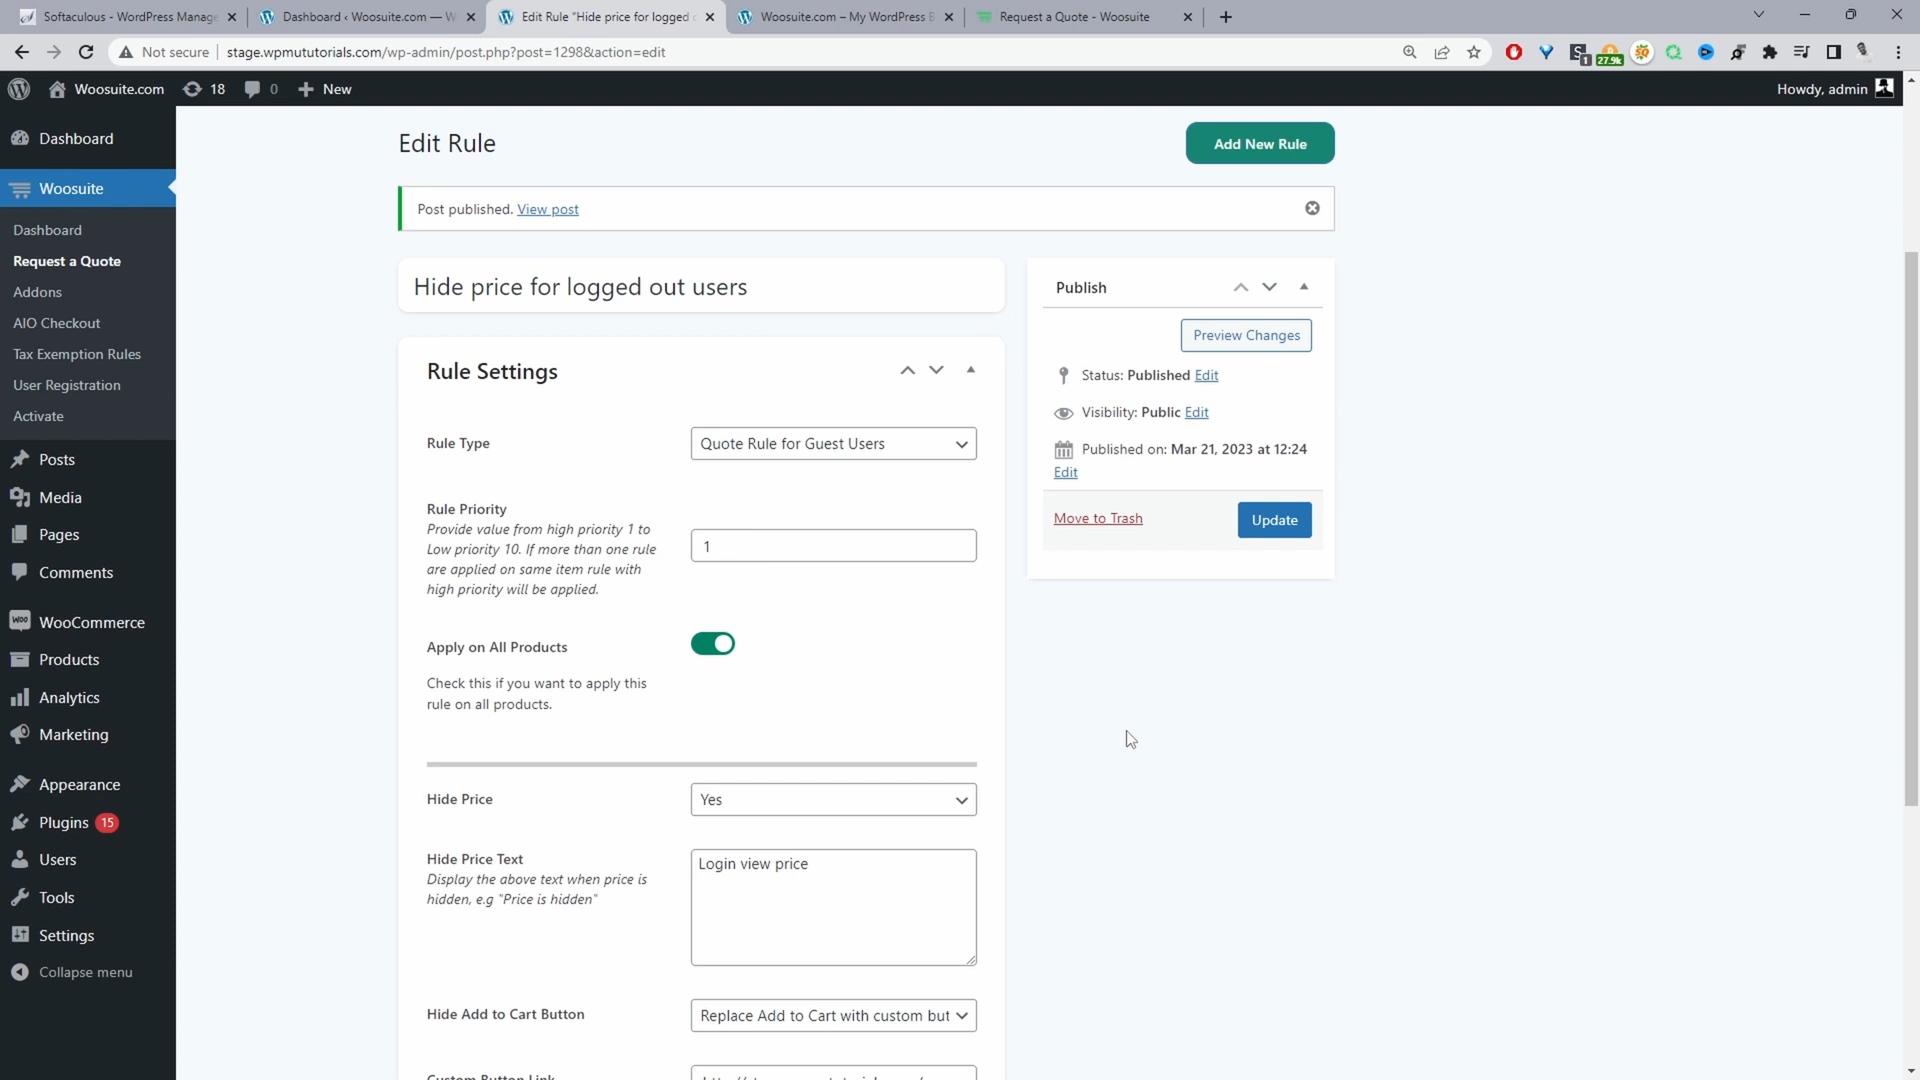 Softaculous - WordPress Manage
Dashboard ‹ Woosuite.com — W
Edit Rule "Hide price for logged o
Woosuite.com – My WordPress B
Request a Quote - Woosuite
Not secure
stage.wpmututorials.com/wp-admin/post.php?post=1298&action=edit
1
27.9k
Woosuite.com
18
0
New
Howdy, admin
Dashboard
Woosuite
Dashboard
Request a Quote
Addons
AIO Checkout
Tax Exemption Rules
User Registration
Activate
Posts
Media
Pages
Comments
WooCommerce
Products
Analytics
Marketing
Appearance
Plugins 15
Users
Tools
Settings
Collapse menu
Edit Rule
Add New Rule
Post published. View post
Hide price for logged out users
Rule Settings
Rule Type
Quote Rule for Guest Users
Rule Priority
Provide value from high priority 1 to
Low priority 10. If more than one rule
are applied on same item rule with
high priority will be applied.
1
Apply on All Products
Check this if you want to apply this
rule on all products.
Hide Price
Yes
Hide Price Text
Display the above text when price is
hidden, e.g "Price is hidden"
Login view price
Hide Add to Cart Button
Replace Add to Cart with custom but
Custom Button Link
Publish
Preview Changes
Status: Published Edit
Visibility: Public Edit
Published on: Mar 21, 2023 at 12:24
Edit
Move to Trash
Update